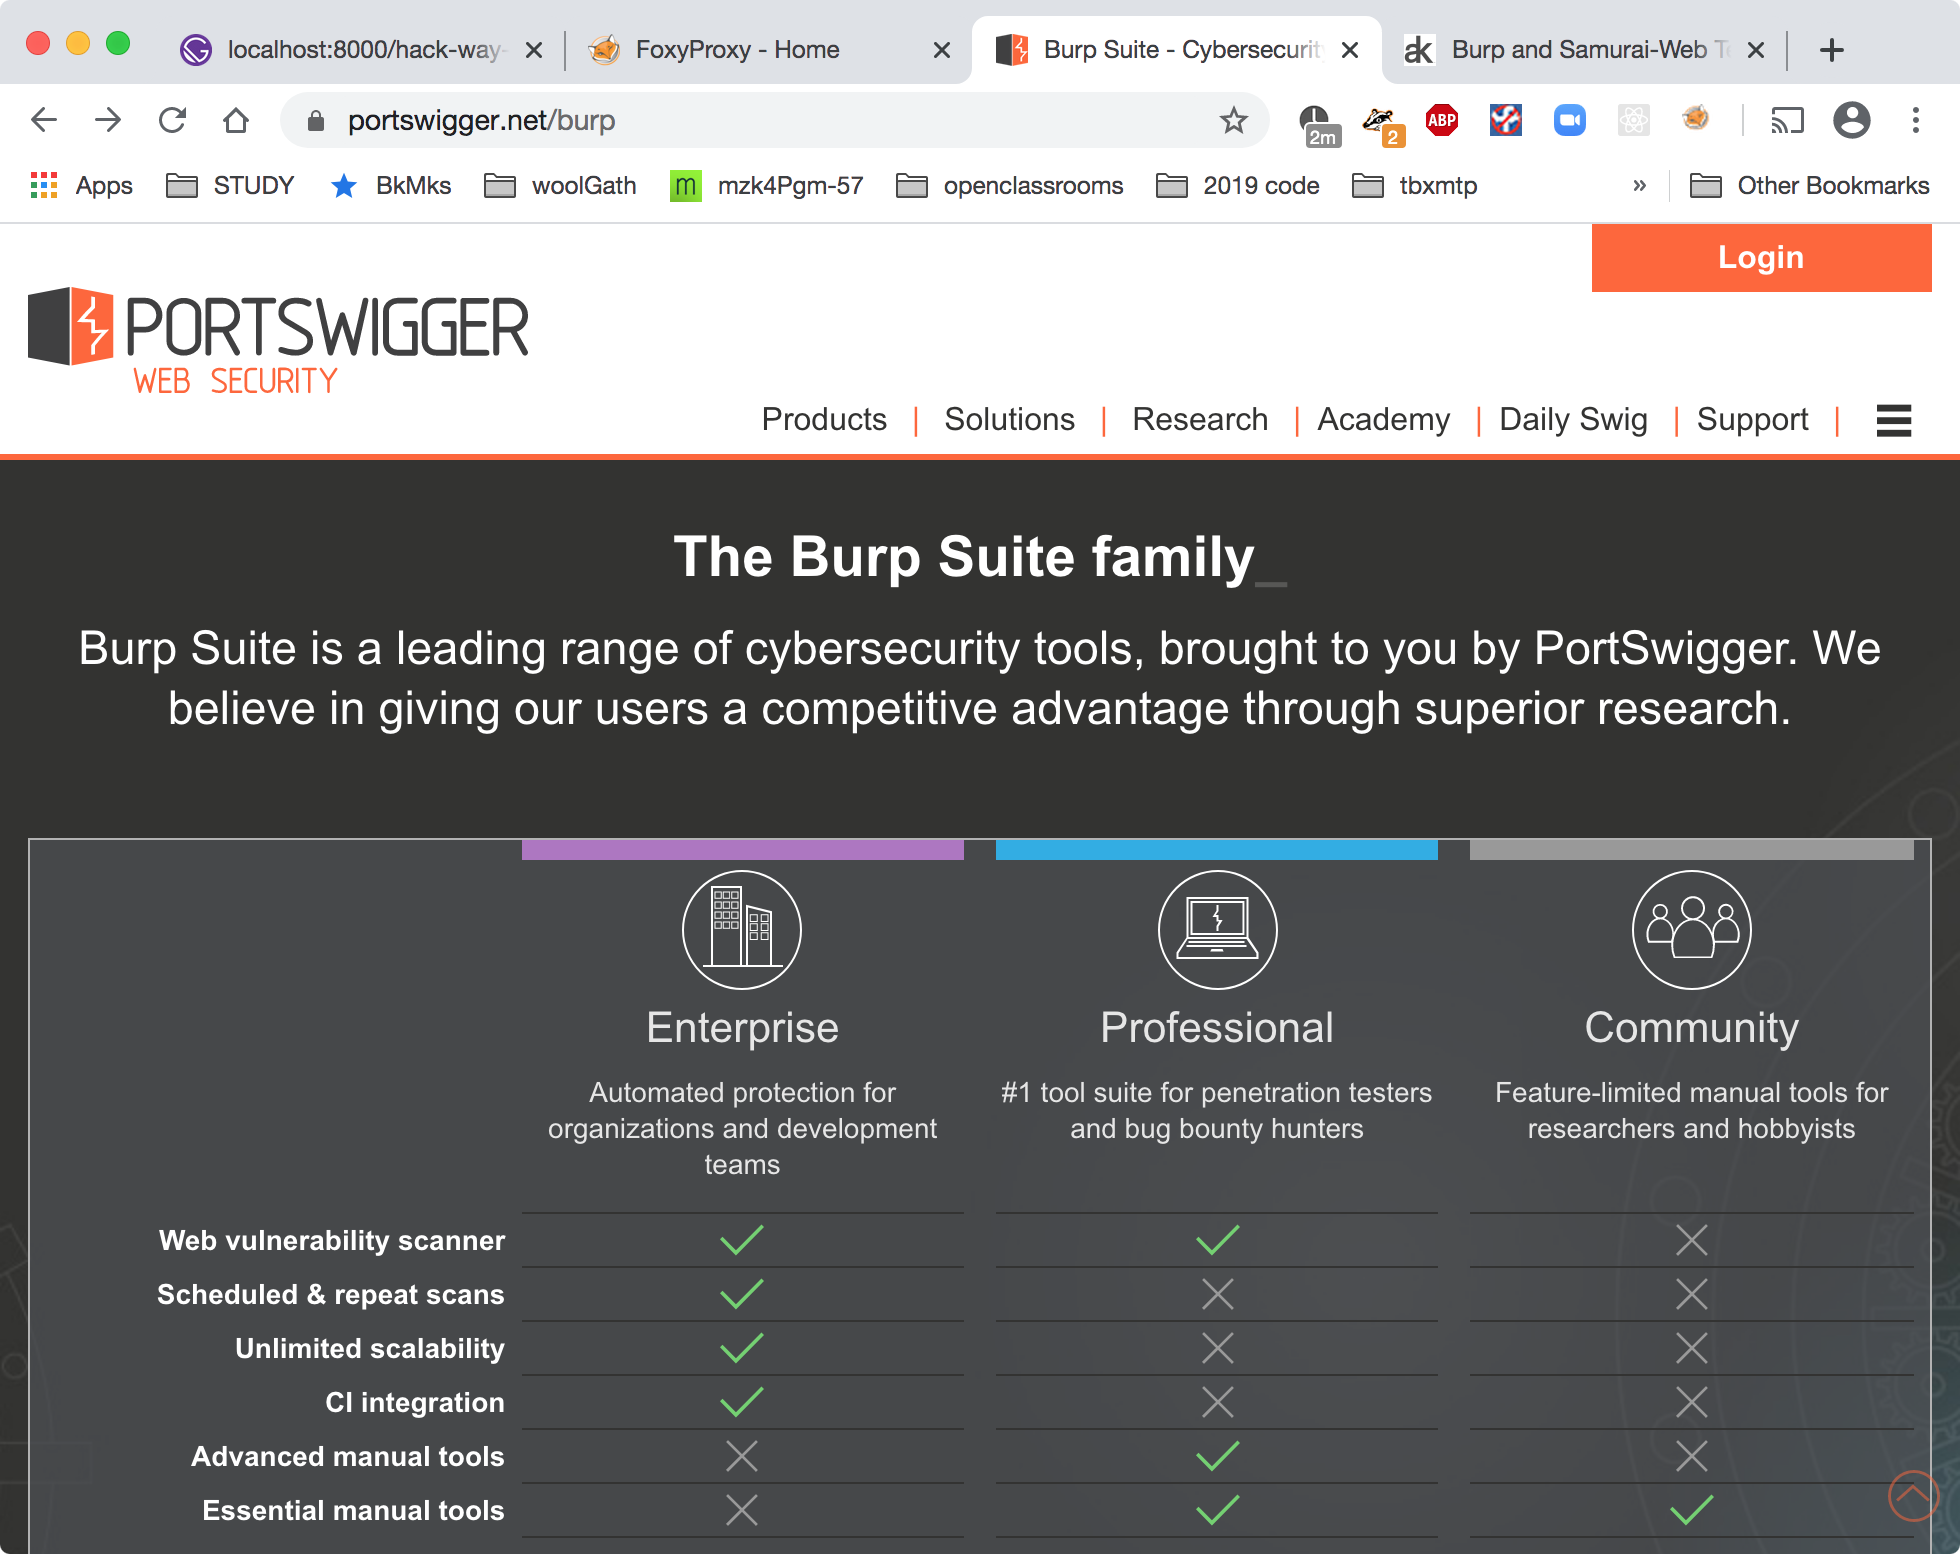 localhost:8000/hack-way-
FoxyProxy - Home
Burp Suite - Cybersecurity
Burp and Samurai-Web Te
portswigger.net/burp
2m
2
ABP
Apps
STUDY
BkMks
woolGath
m
mzk4Pgm-57
openclassrooms
2019 code
tbxmtp
»
Other Bookmarks
Login
PORTSWIGGER
WEB SECURITY
Products | Solutions | Research | Academy | Daily Swig | Support |
The Burp Suite family_
Burp Suite is a leading range of cybersecurity tools, brought to you by PortSwigger. We
believe in giving our users a competitive advantage through superior research.
Enterprise
Automated protection for
organizations and development
teams
Professional
#1 tool suite for penetration testers
and bug bounty hunters
Community
Feature-limited manual tools for
researchers and hobbyists
Web vulnerability scanner
Scheduled & repeat scans
Unlimited scalability
CI integration
Advanced manual tools
Essential manual tools